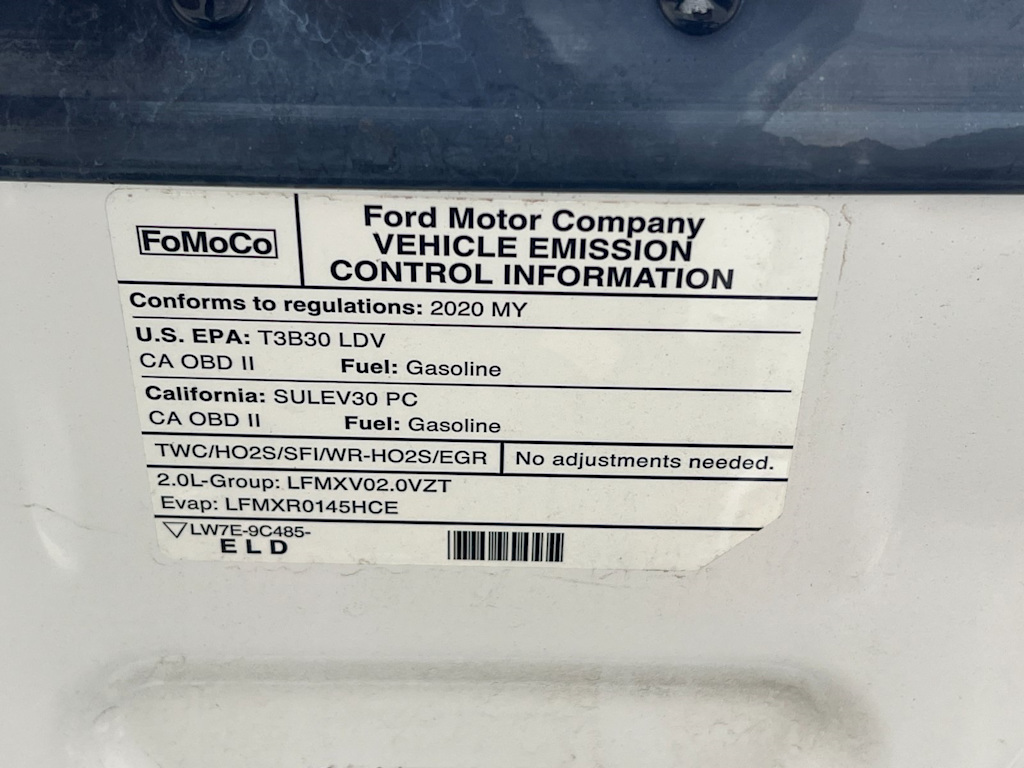 FoMoCo
Ford Motor Company
VEHICLE EMISSION
CONTROL INFORMATION
Conforms to regulations: 2020 MY
U.S. EPA: T3B30 LDV
CA OBD II Fuel: Gasoline
California: SULEV30 PC
CA OBD II Fuel: Gasoline
TWC/HO2S/SFI/WR-HO2S/EGR No adjustments needed.
2.0L-Group: LFMXV02.0VZT
Evap: LFMXR0145HCE
LW7E-9C485-
ELD